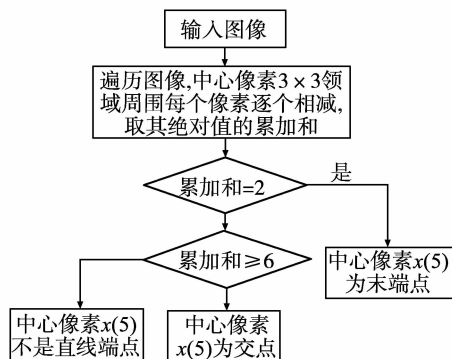 输入图像
遍历图像,中心像素3×3领
域周围每个像素逐个相减,
取其绝对值的累加和
累加和=2
是
累加和≥6
中心像素x(5)
为末端点
中心像素x(5)
不是直线端点
中心像素
x(5)为交点